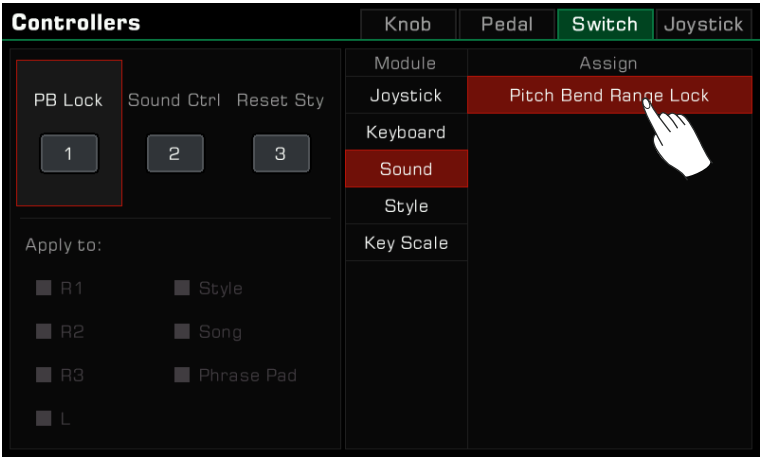 Controllers
Knob
Pedal
Switch
Joystick
PB Lock
Sound Ctrl
Reset Sty
1
2
3
Apply to:
R1
Style
R2
Song
R3
Phrase Pad
L
Module
Assign
Joystick
Pitch Bend Range Lock
Keyboard
Sound
Style
Key Scale